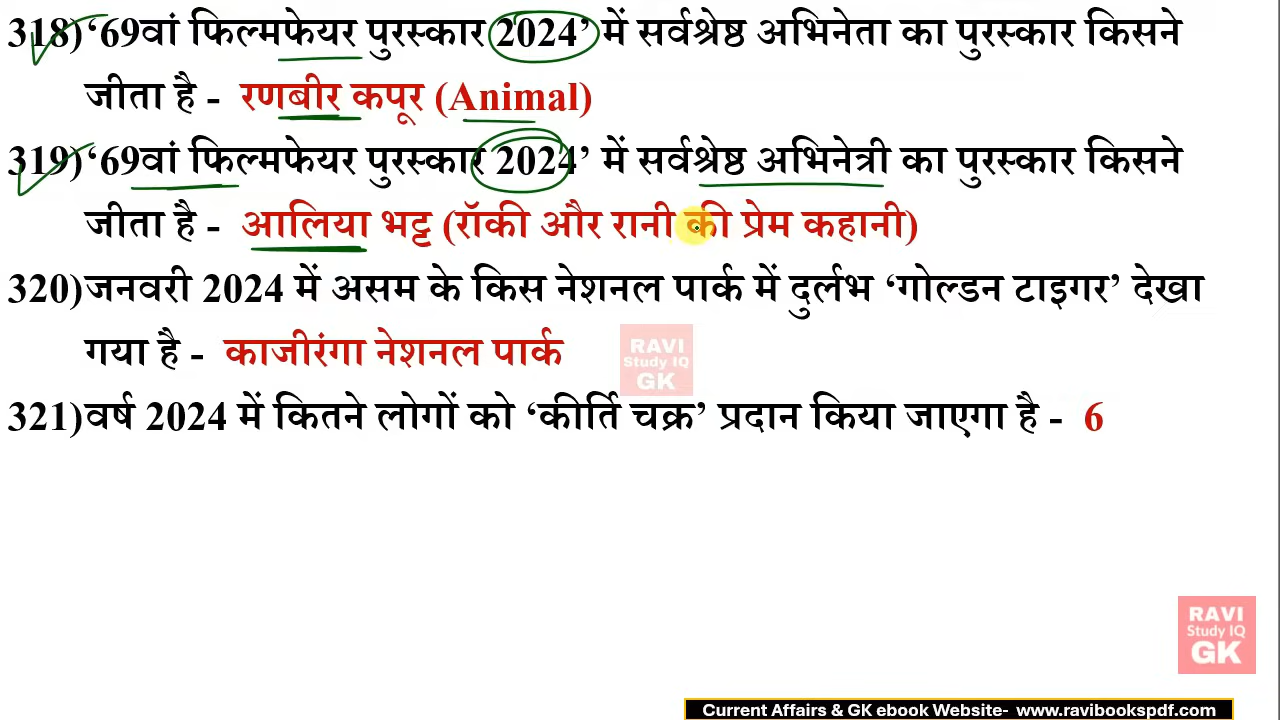 318) ‘69वां फिल्मफेयर पुरस्कार 2024’ में सर्वश्रेष्ठ अभिनेता का पुरस्कार किसने
जीता है - रणबीर कपूर (Animal)
319) ‘69वां फिल्मफेयर पुरस्कार 2024’ में सर्वश्रेष्ठ अभिनेत्री का पुरस्कार किसने
जीता है - आलिया भट्ट (रॉकी और रानी की प्रेम कहानी)
320) जनवरी 2024 में असम के किस नेशनल पार्क में दुर्लभ ‘गोल्डन टाइगर’ देखा
गया है - काजीरंगा नेशनल पार्क
RAVI
Study IQ
GK
321) वर्ष 2024 में कितने लोगों को ‘कीर्ति चक्र’ प्रदान किया जाएगा है - 6
RAVI
Study IQ
GK
Current Affairs & GK ebook Website- www.ravibookspdf.com